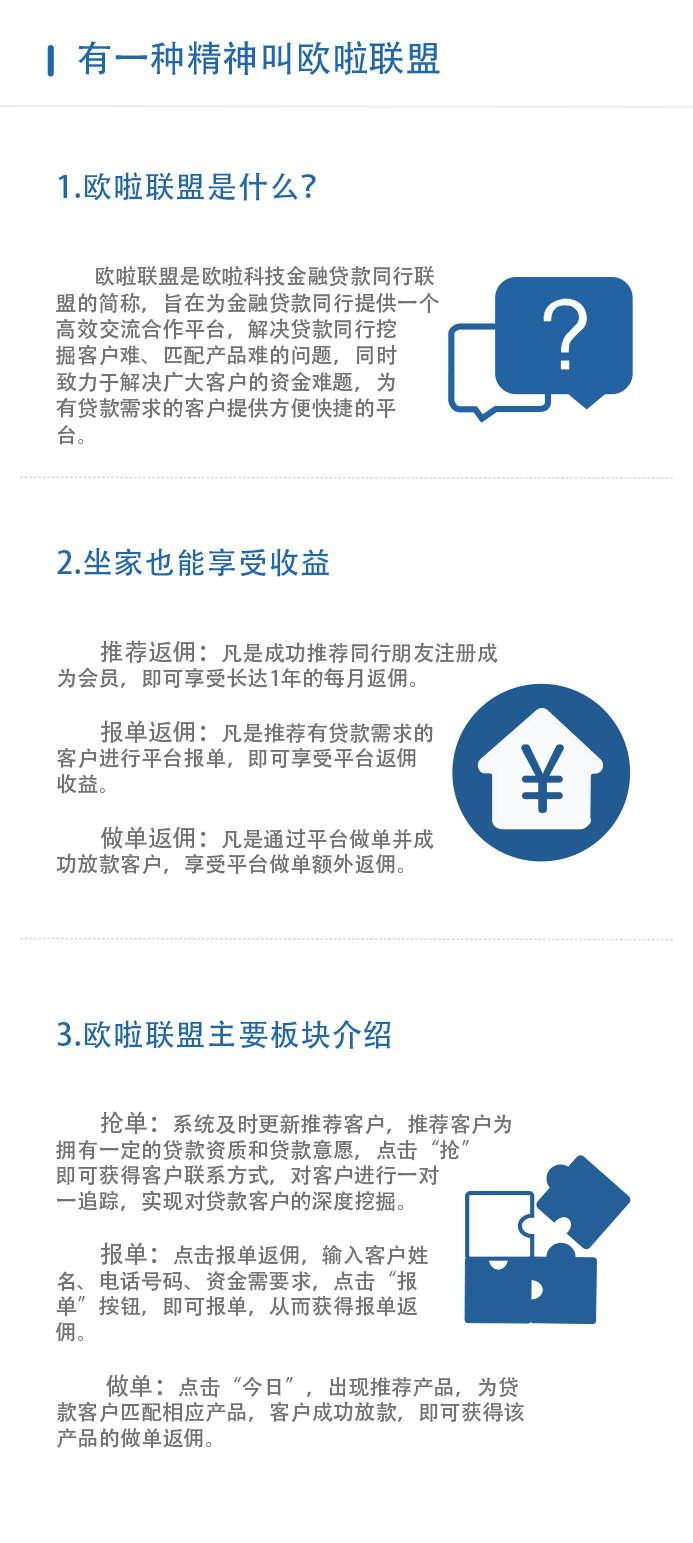 有一种精神叫欧啦联盟
1.欧啦联盟是什么?
欧啦联盟是欧啦科技金融贷款同行联
盟的简称，旨在为金融贷款同行提供一个
高效交流合作平台，解决贷款同行挖
掘客户难、匹配产品难的问题，同时
致力于解决广大客户的资金难题，为
有贷款需求的客户提供方便快捷的平
台。
?
2.坐家也能享受收益
推荐返佣：凡是成功推荐同行朋友注册成
为会员，即可享受长达1年的每月返佣。
报单返佣：凡是推荐有贷款需求的
客户进行平台报单，即可享受平台返佣
收益。
做单返佣：凡是通过平台做单并成
功放款客户，享受平台做单额外返佣。
¥
3.欧啦联盟主要板块介绍
抢单：系统及时更新推荐客户，推荐客户为
拥有一定的贷款资质和贷款意愿，点击“抢”
即可获得客户联系方式，对客户进行一对
一追踪，实现对贷款客户的深度挖掘。
报单：点击报单返佣，输入客户姓
名、电话号码、资金需要求，点击“报
单”按钮，即可报单，从而获得报单返
佣。
做单：点击“今日”，出现推荐产品，为贷
款客户匹配相应产品，客户成功放款，即可获得该
产品的做单返佣。